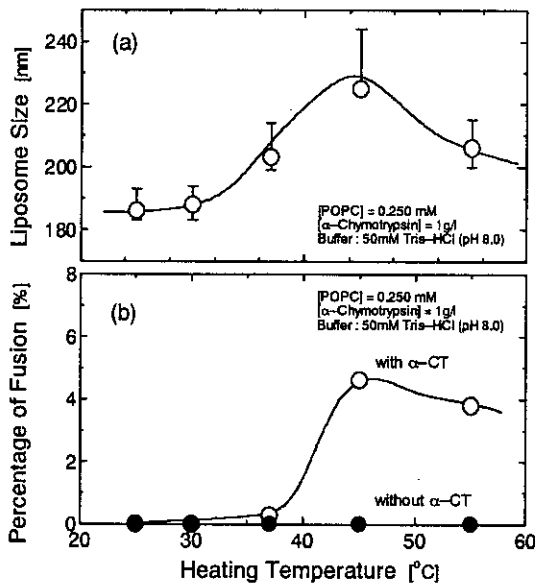 (a)
Liposome Size [nm]
240
220
200
180
[POPC] = 0.250 mM
[α-Chymotrypsin] = 1g/l
Buffer : 50mM Tris-HCl (pH 8.0)
(b)
Percentage of Fusion [%]
8
6
4
2
0
[POPC] = 0.250 mM
[α-Chymotrypsin] = 1g/l
Buffer : 50mM Tris-HCl (pH 8.0)
with α-CT
without α-CT
20 30 40 50 60
Heating Temperature [°C]